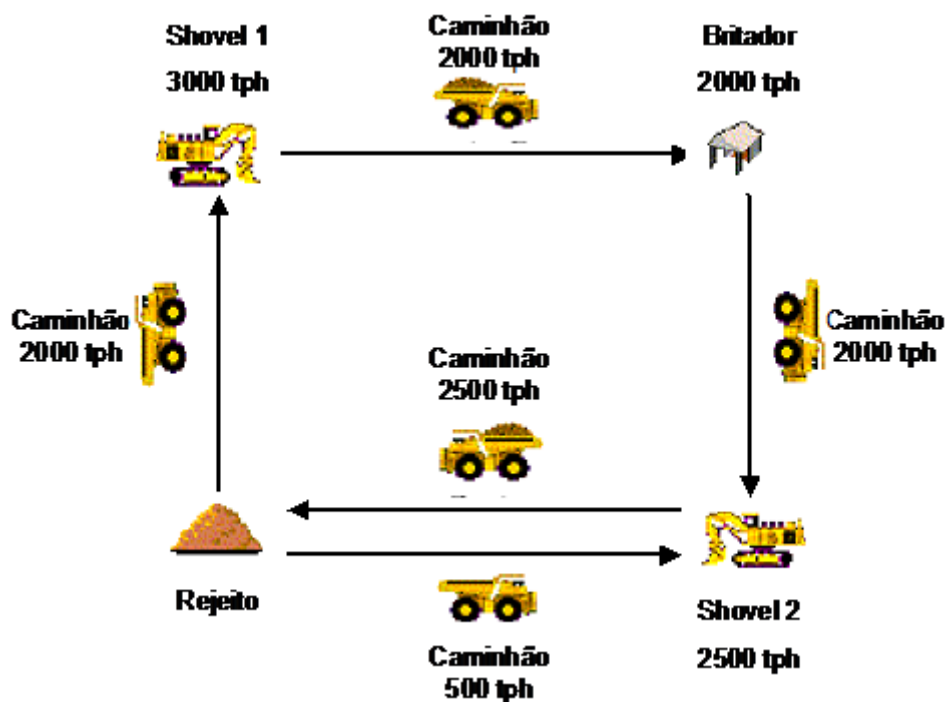 Shovel 1
3000 tph
Caminhão
2000 tph
Britador
2000 tph
Caminhão
2000 tph
Caminhão
2500 tph
Caminhão
2000 tph
Rejeito
Caminhão
500 tph
Shovel 2
2500 tph